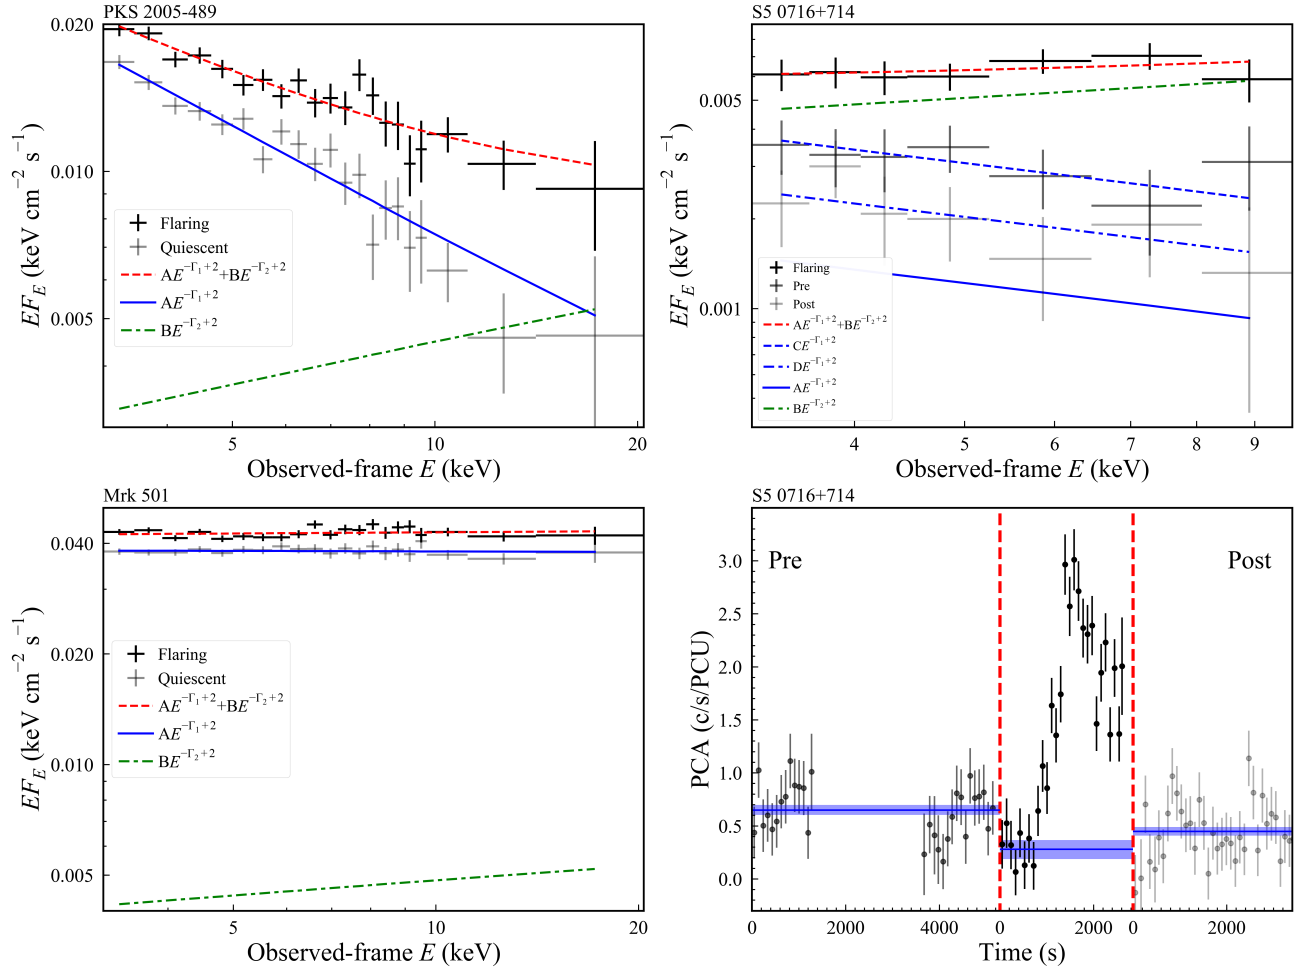 PKS 2005-489
0.020
0.010
0.005
EF_E (keV cm^−2 s^−1)
Flaring
Quiescent
AE^−Γ₁+2+BE^−Γ₂+2
AE^−Γ₁+2
BE^−Γ₂+2
5
10
20
Observed-frame E (keV)
S5 0716+714
0.005
0.001
EF_E (keV cm^−2 s^−1)
Flaring
Pre
Post
AE^−Γ₁+2+BE^−Γ₂+2
CE^−Γ₁+2
DE^−Γ₁+2
AE^−Γ₁+2
BE^−Γ₂+2
4
5
6
7
8
9
Observed-frame E (keV)
Mrk 501
0.040
0.020
0.010
0.005
EF_E (keV cm^−2 s^−1)
Flaring
Quiescent
AE^−Γ₁+2+BE^−Γ₂+2
AE^−Γ₁+2
BE^−Γ₂+2
5
10
20
Observed-frame E (keV)
S5 0716+714
Pre
Post
3.0
2.5
2.0
1.5
1.0
0.5
0.0
PCA (c/s/PCU)
0
2000
4000
0
2000
0
2000
Time (s)